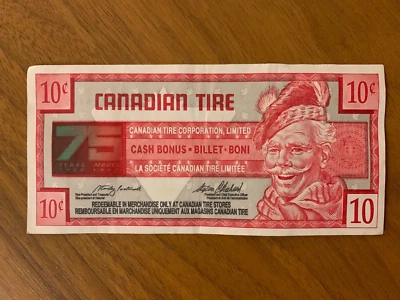 10¢ 10¢
CANADIAN TIRE
75
YEARS
CANADIAN TIRE CORPORATION, LIMITED
CASH BONUS • BILLET • BONI
LA SOCIÉTÉ CANADIAN TIRE LIMITÉE
10¢ 10
REDEEMABLE IN MERCHANDISE ONLY AT CANADIAN TIRE STORES
REMBOURSABLE EN MARCHANDISE UNIQUEMENT AUX MAGASINS CANADIAN TIRE